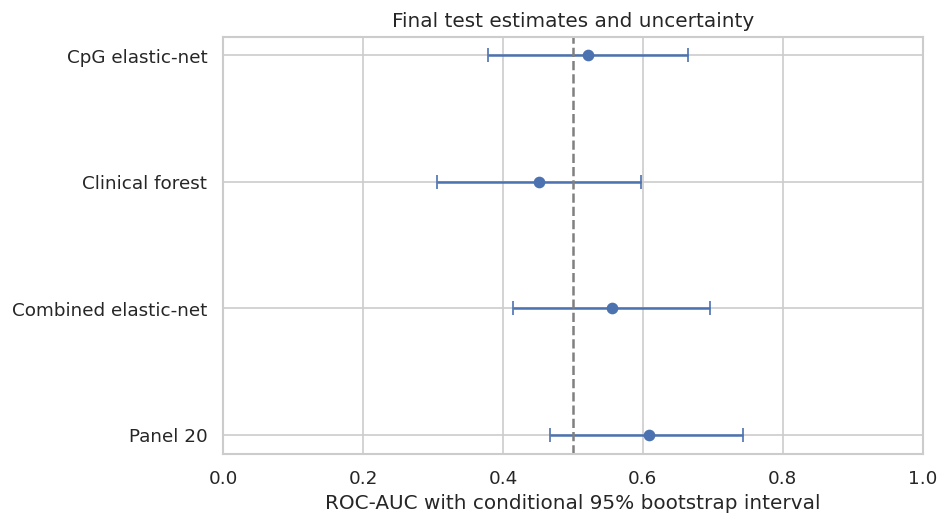 Final test estimates and uncertainty
CpG elastic-net
Clinical forest
Combined elastic-net
Panel 20
0.0 0.2 0.4 0.6 0.8 1.0
ROC-AUC with conditional 95% bootstrap interval